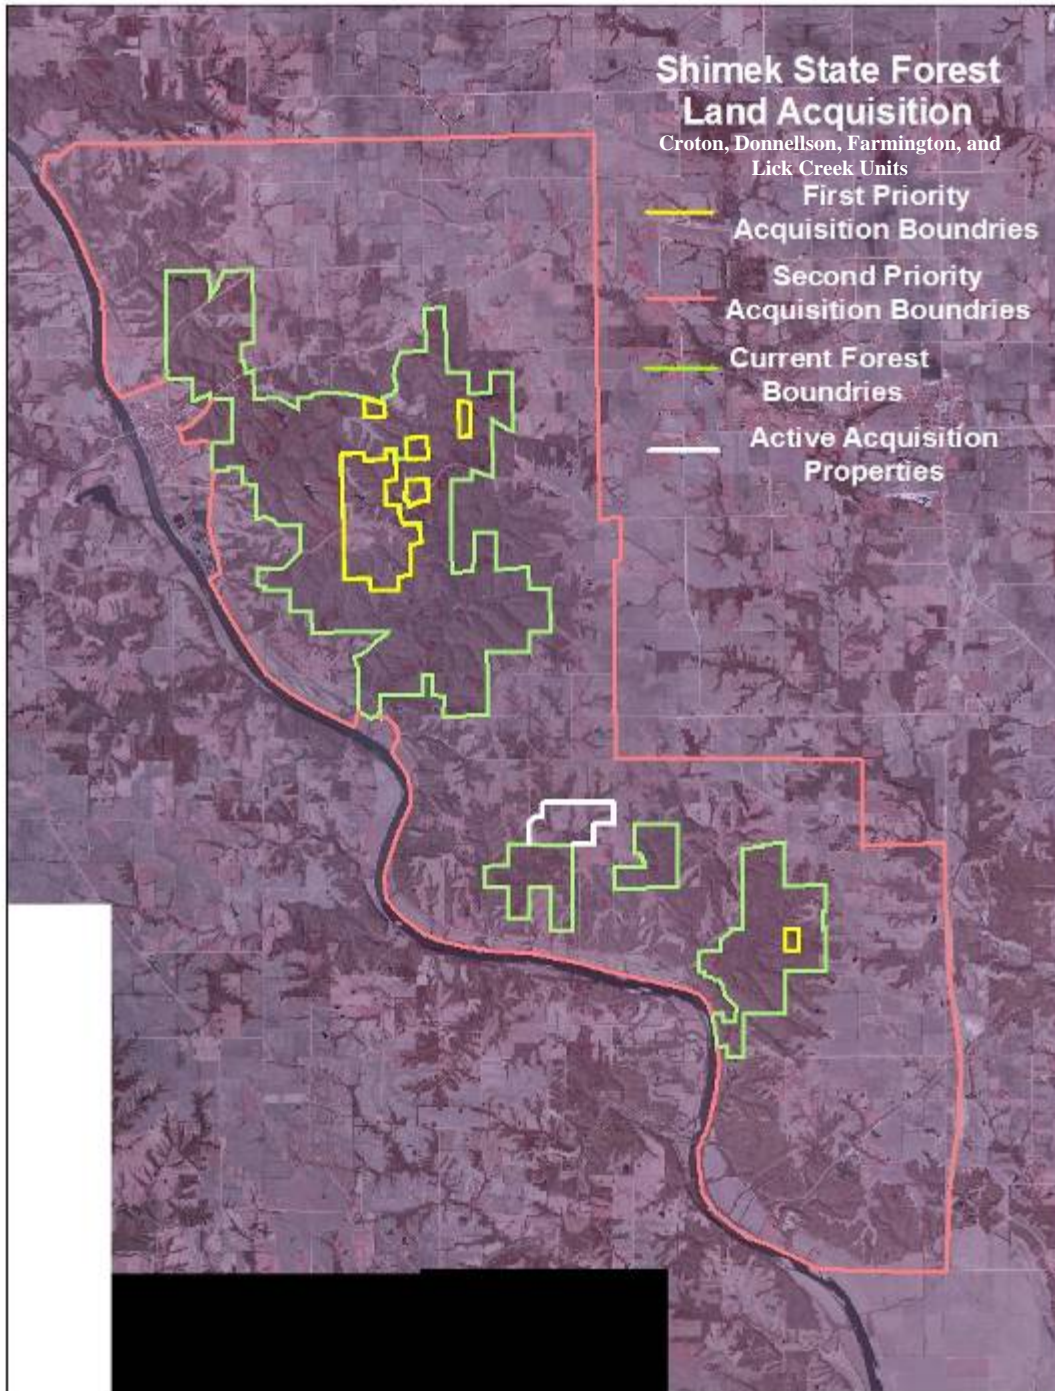 Shimek State Forest
Land Acquisition
Croton, Donnellson, Farmington, and
Lick Creek Units
First Priority
Acquisition Boundries
Second Priority
Acquisition Boundries
Current Forest
Boundries
Active Acquisition
Properties